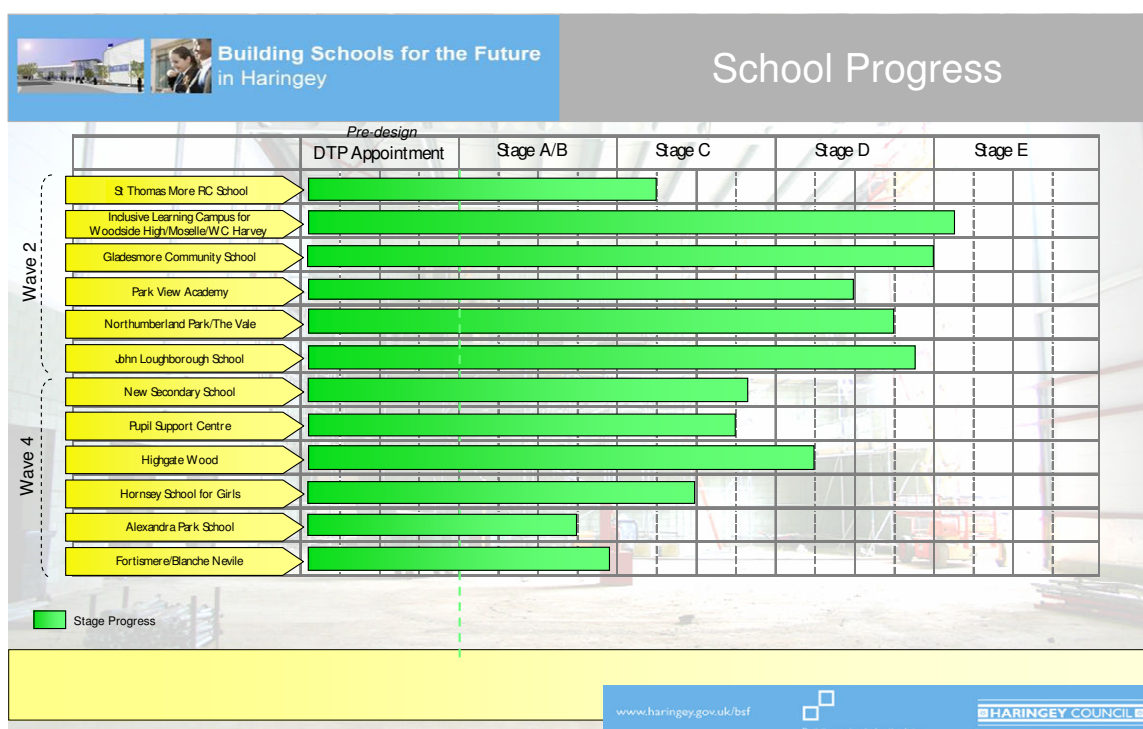 Building Schools for the Future
in Haringey
School Progress
Pre-design
DTP Appointment
Stage A/B
Stage C
Stage D
Stage E
Wave 2
St Thomas More RC School
Inclusive Learning Campus for
Woodside High/Moselle/WC Harvey
Gladesmore Community School
Park View Academy
Northumberland Park/The Vale
John Loughborough School
Wave 4
New Secondary School
Pupil Support Centre
Highgate Wood
Hornsey School for Girls
Alexandra Park School
Fortismere/Blanche Nevile
Stage Progress
www.haringey.gov.uk/bsf
HARINGEY COUNCIL